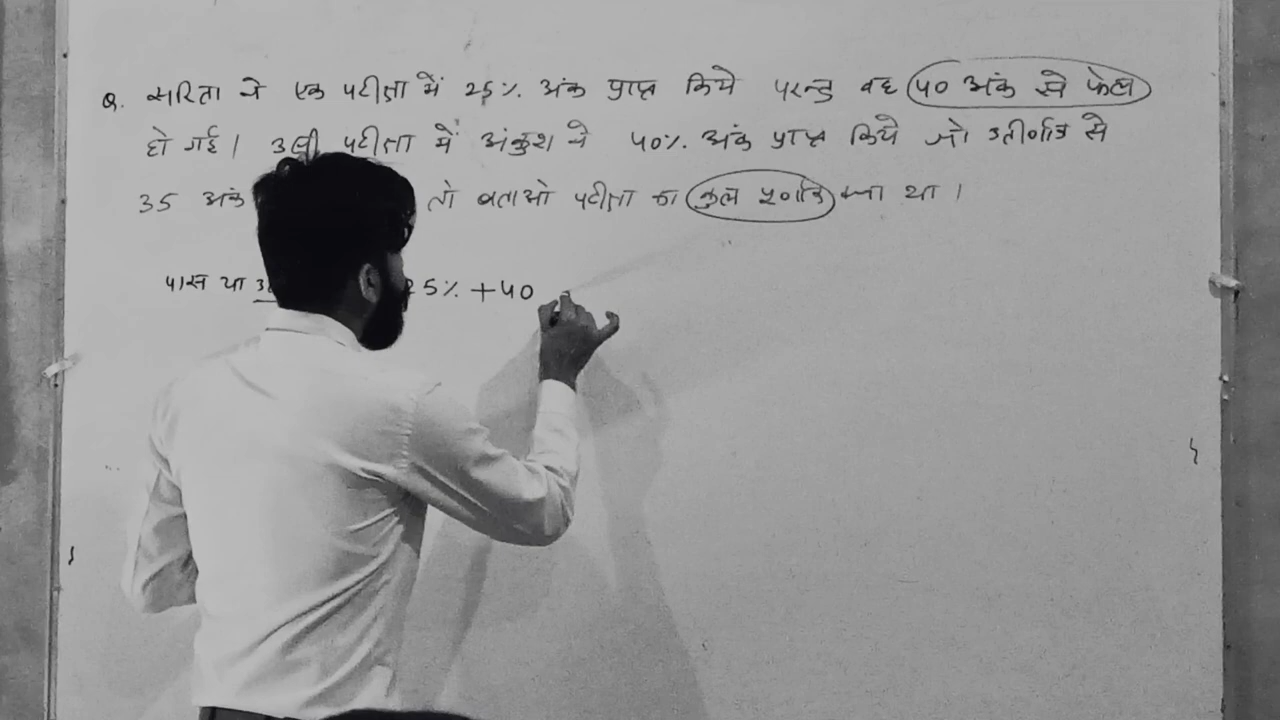 Q. सरिता ने एक परीक्षा में 25% अंक प्राप्त किये परन्तु वह 40 अंक से फेल
हो गई। उसी परीक्षा में अंकुश ने 40% अंक प्राप्त किये जो उतीर्णांक से
35 अंक तो बताओ परीक्षा का कुल पूर्णांक क्या था।
पास या 25% + 40